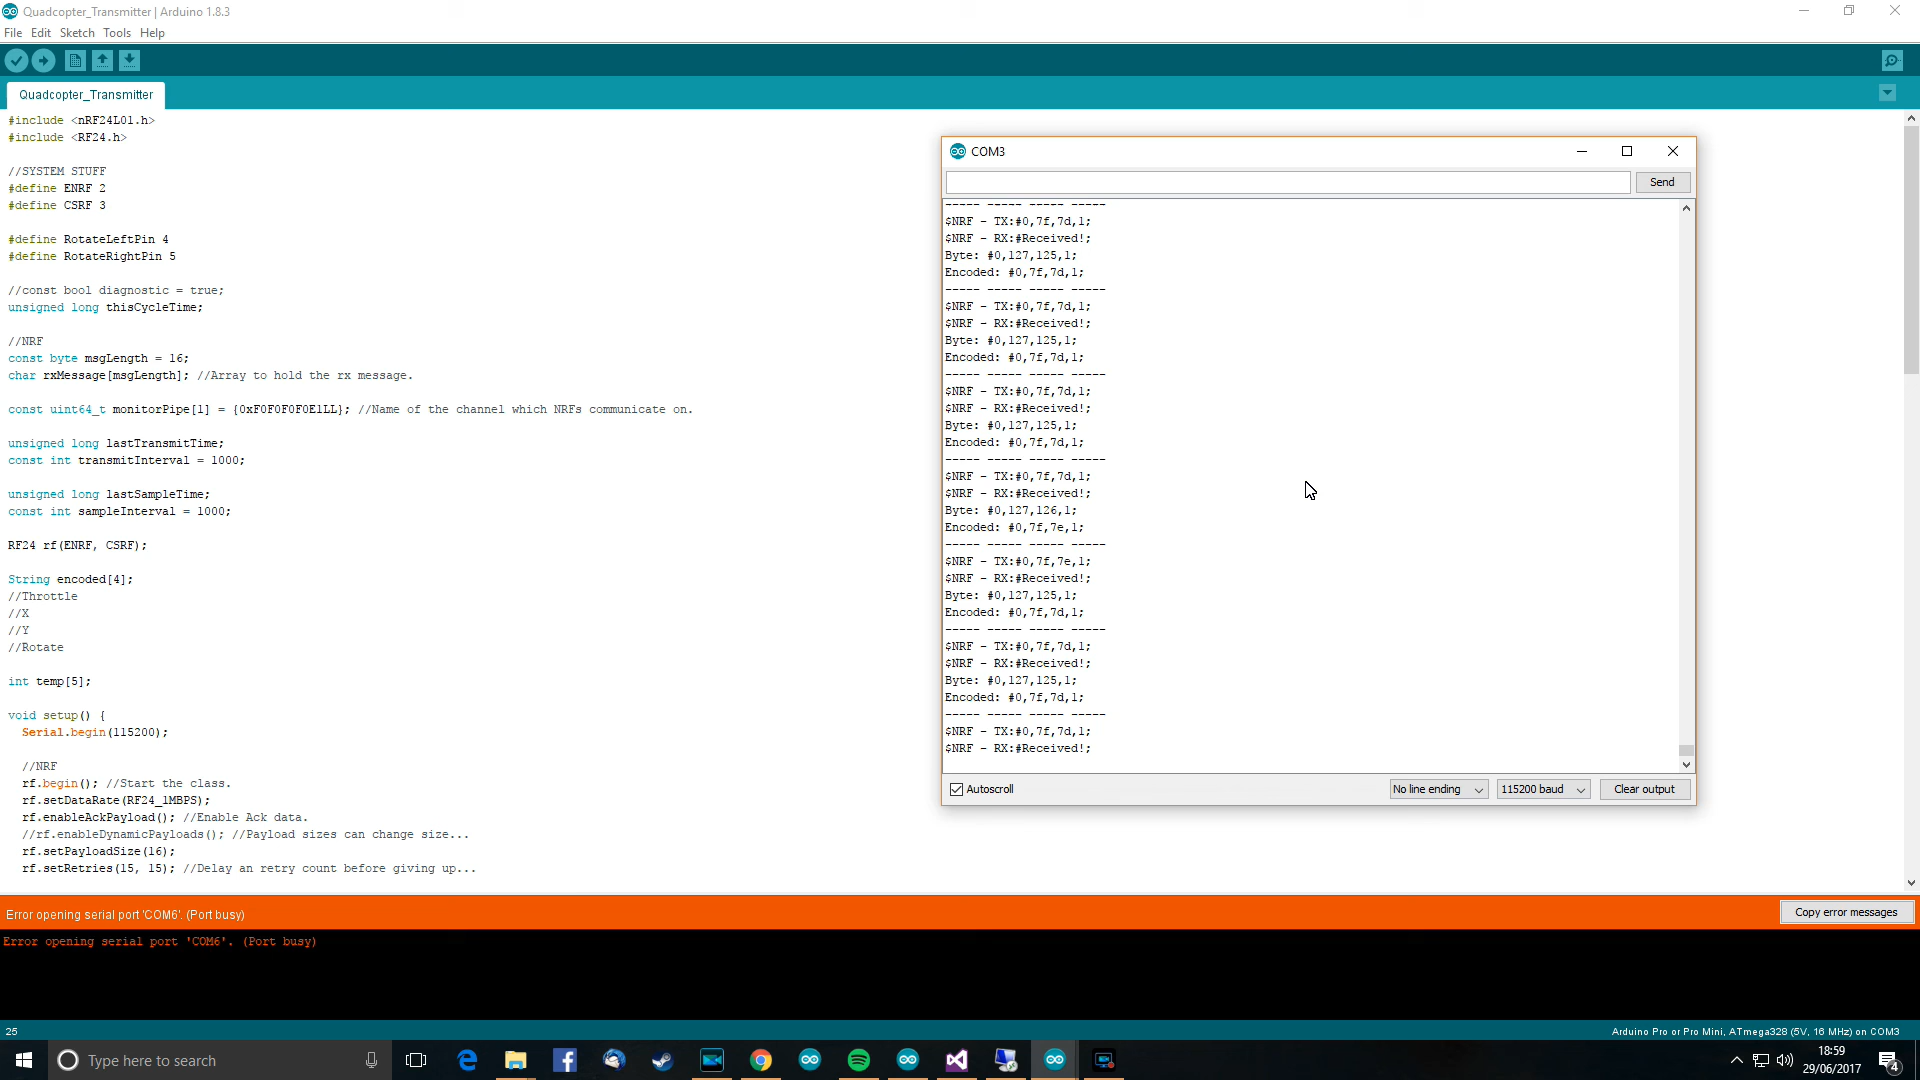 Quadcopter_Transmitter | Arduino 1.8.3
File Edit Sketch Tools Help
Quadcopter_Transmitter
#include <nRF24L01.h>
#include <RF24.h>
//SYSTEM STUFF
#define ENRF 2
#define CSRF 3
#define RotateLeftPin 4
#define RotateRightPin 5
//const bool diagnostic = true;
unsigned long thisCycleTime;
//NRF
const byte msgLength = 16;
char rxMessage[msgLength]; //Array to hold the rx message.
const uint64_t monitorPipe[1] = {0xF0F0F0F0E1LL}; //Name of the channel which NRFs communicate on.
unsigned long lastTransmitTime;
const int transmitInterval = 1000;
unsigned long lastSampleTime;
const int sampleInterval = 1000;
RF24 rf(ENRF, CSRF);
String encoded[4];
//Throttle
//X
//Y
//Rotate
int temp[5];
void setup() {
Serial.begin(115200);
//NRF
rf.begin(); //Start the class.
rf.setDataRate(RF24_1MBPS);
rf.enableAckPayload(); //Enable Ack data.
//rf.enableDynamicPayloads(); //Payload sizes can change size...
rf.setPayloadSize(16);
rf.setRetries(15, 15); //Delay an retry count before giving up...
COM3
Send
----- ----- ----- -----
$NRF - TX:#0,7f,7d,1;
$NRF - RX:#Received!;
Byte: #0,127,125,1;
Encoded: #0,7f,7d,1;
----- ----- ----- -----
$NRF - TX:#0,7f,7d,1;
$NRF - RX:#Received!;
Byte: #0,127,125,1;
Encoded: #0,7f,7d,1;
----- ----- ----- -----
$NRF - TX:#0,7f,7d,1;
$NRF - RX:#Received!;
Byte: #0,127,125,1;
Encoded: #0,7f,7d,1;
----- ----- ----- -----
$NRF - TX:#0,7f,7d,1;
$NRF - RX:#Received!;
Byte: #0,127,126,1;
Encoded: #0,7f,7e,1;
----- ----- ----- -----
$NRF - TX:#0,7f,7e,1;
$NRF - RX:#Received!;
Byte: #0,127,125,1;
Encoded: #0,7f,7d,1;
----- ----- ----- -----
$NRF - TX:#0,7f,7d,1;
$NRF - RX:#Received!;
Byte: #0,127,125,1;
Encoded: #0,7f,7d,1;
----- ----- ----- -----
$NRF - TX:#0,7f,7d,1;
$NRF - RX:#Received!;
Autoscroll
No line ending
115200 baud
Clear output
Error opening serial port 'COM6'. (Port busy)
Copy error messages
Error opening serial port 'COM6'. (Port busy)
25
Arduino Pro or Pro Mini, ATmega328 (5V, 16 MHz) on COM3
Type here to search
18:59
29/06/2017
4